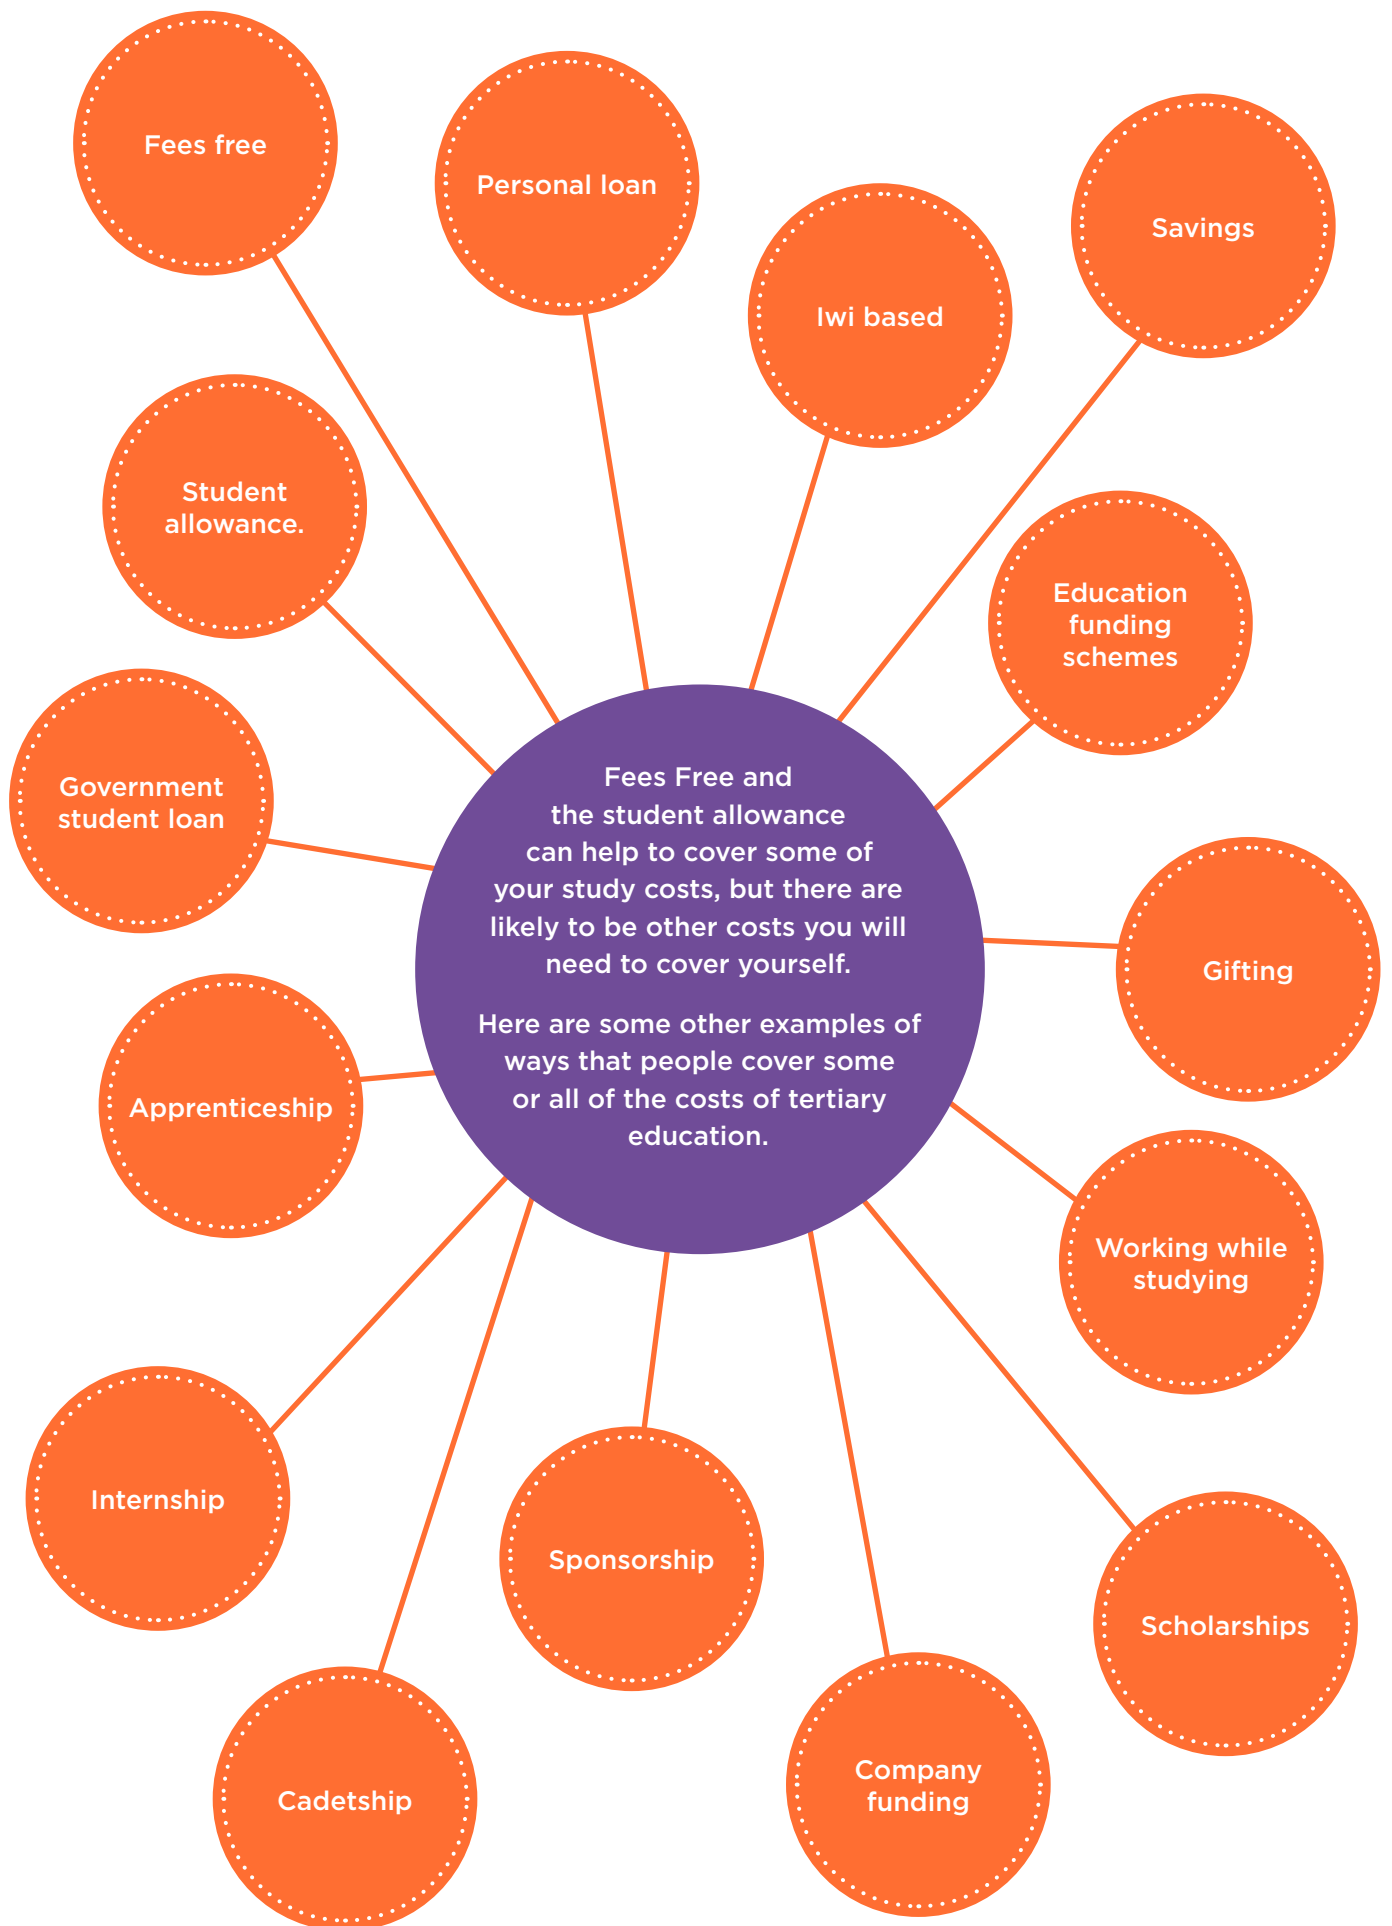 Fees free
Personal loan
Savings
Iwi based
Student
allowance.
Education
funding
schemes
Government
student loan
Fees Free and
the student allowance
can help to cover some of
your study costs, but there are
likely to be other costs you will
need to cover yourself.
Here are some other examples of
ways that people cover some
or all of the costs of tertiary
education.
Gifting
Apprenticeship
Working while
studying
Internship
Sponsorship
Scholarships
Cadetship
Company
funding